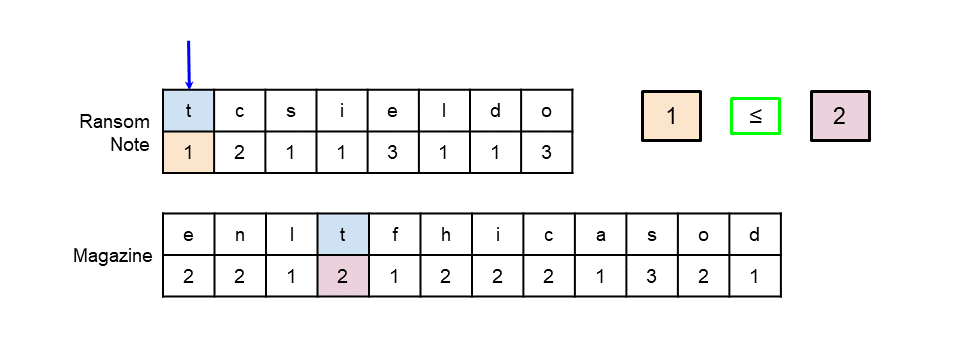 t c s i e l d o
Ransom
Note
1 2 1 1 3 1 1 3
1 ≤ 2
e n l t f h i c a s o d
Magazine
2 2 1 2 1 2 2 2 1 3 2 1